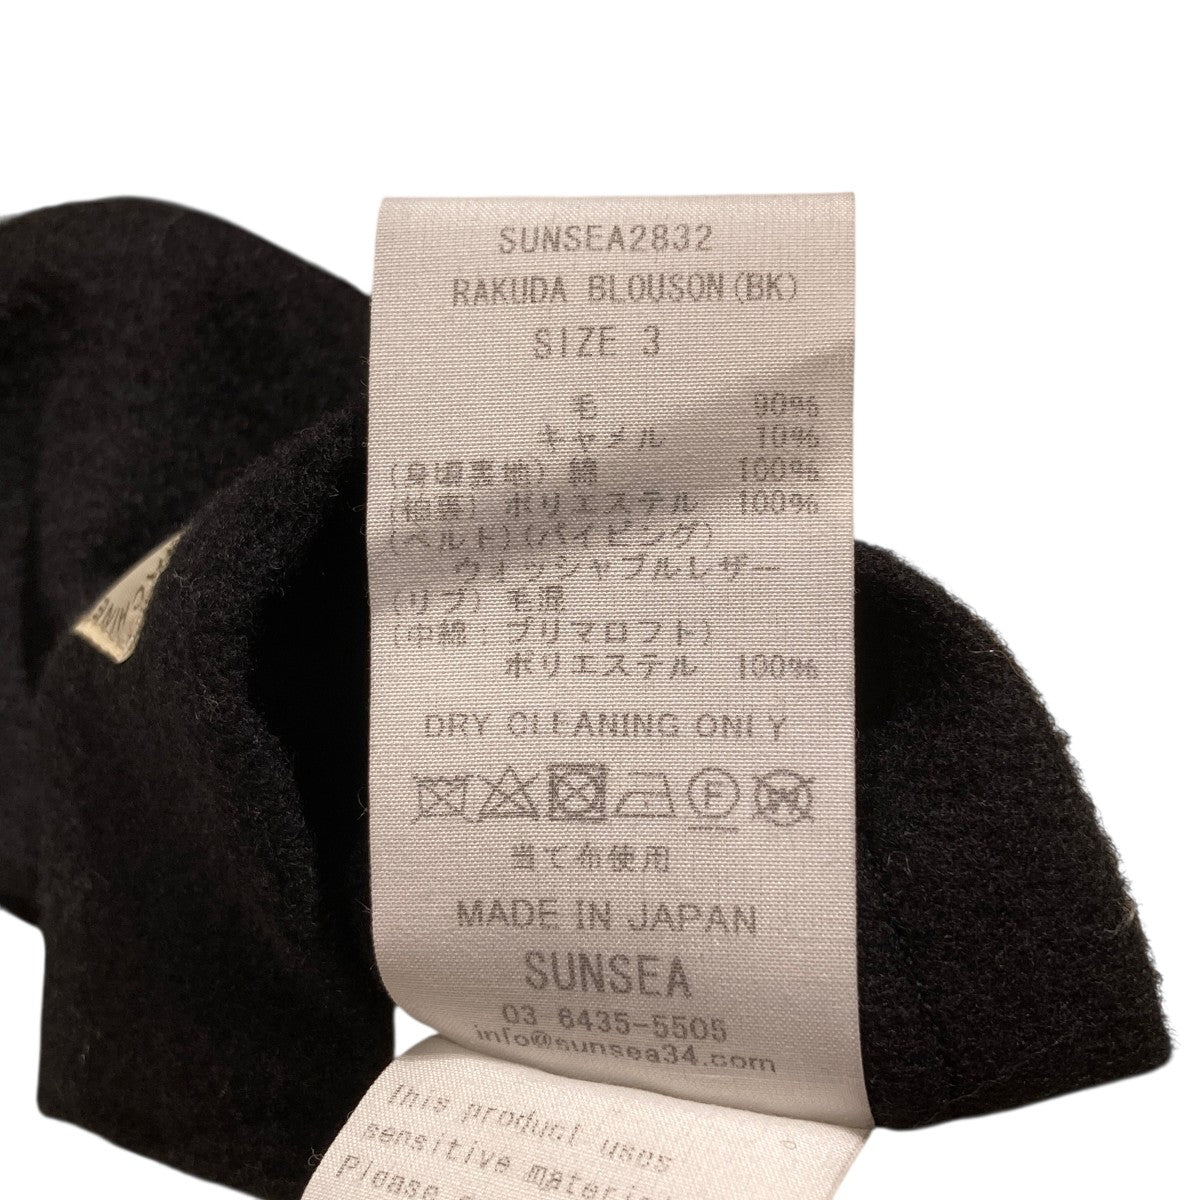 SUNSEA2832
RAKUDA BLOUSON(BK)
SIZE 3
毛 90%
キャメル 10%
(身頃裏地)綿 100%
(袖裏)ポリエステル 100%
(ベルト)(パイピング)
ウォッシャブルレザー
(リブ)毛混
(中綿:プリマロフト)
ポリエステル 100%
DRY CLEANING ONLY
F W
当て布使用
MADE IN JAPAN
SUNSEA
03 6435-5505
info@sunsea34.com
this product uses
sensitive
Please